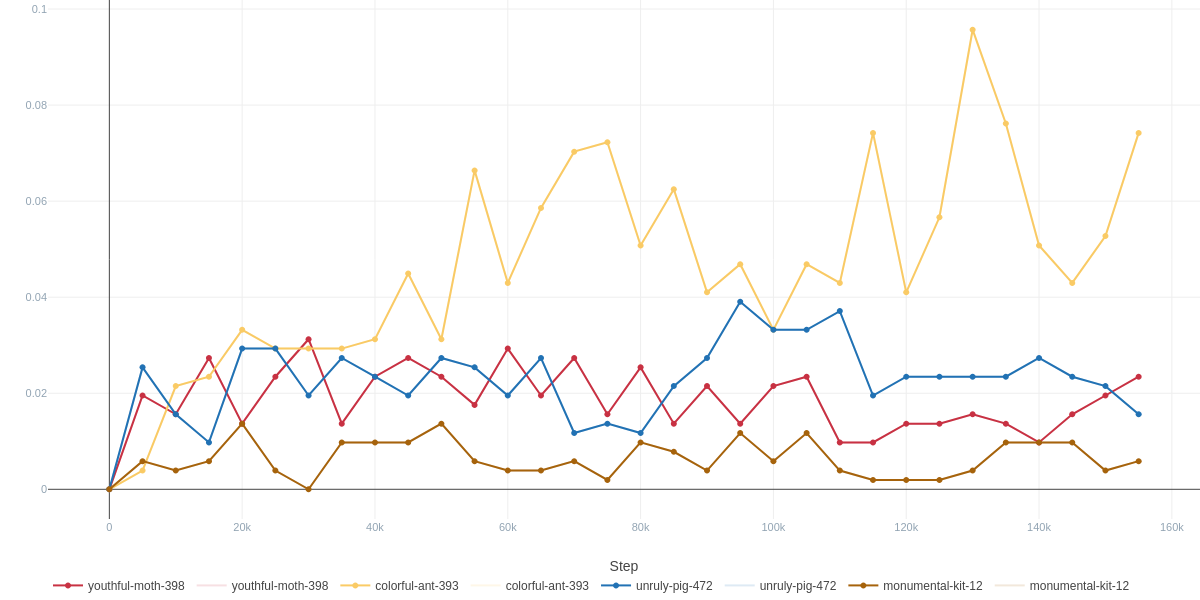 0.1
0.08
0.06
0.04
0.02
0
0 20k 40k 60k 80k 100k 120k 140k 160k
Step
youthful-moth-398 youthful-moth-398 colorful-ant-393 colorful-ant-393 unruly-pig-472 unruly-pig-472 monumental-kit-12 monumental-kit-12